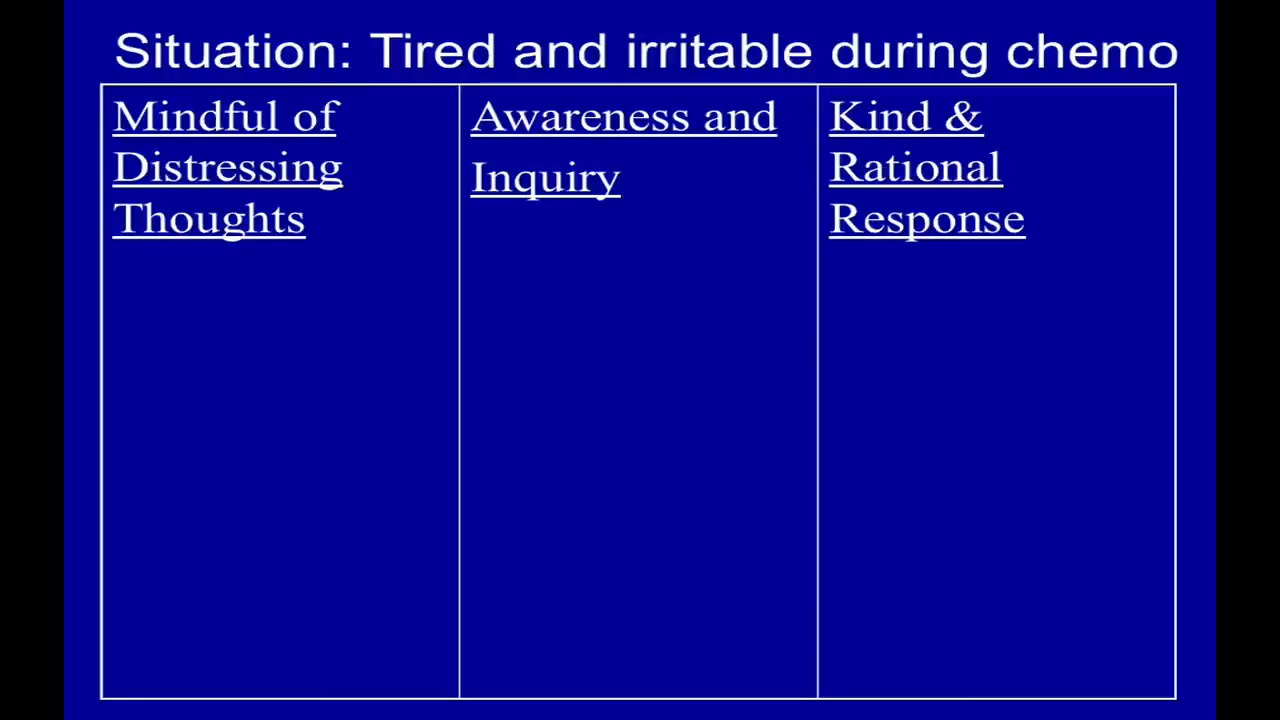 Situation: Tired and irritable during chemo
Mindful of
Distressing
Thoughts
Awareness and
Inquiry
Kind &
Rational
Response